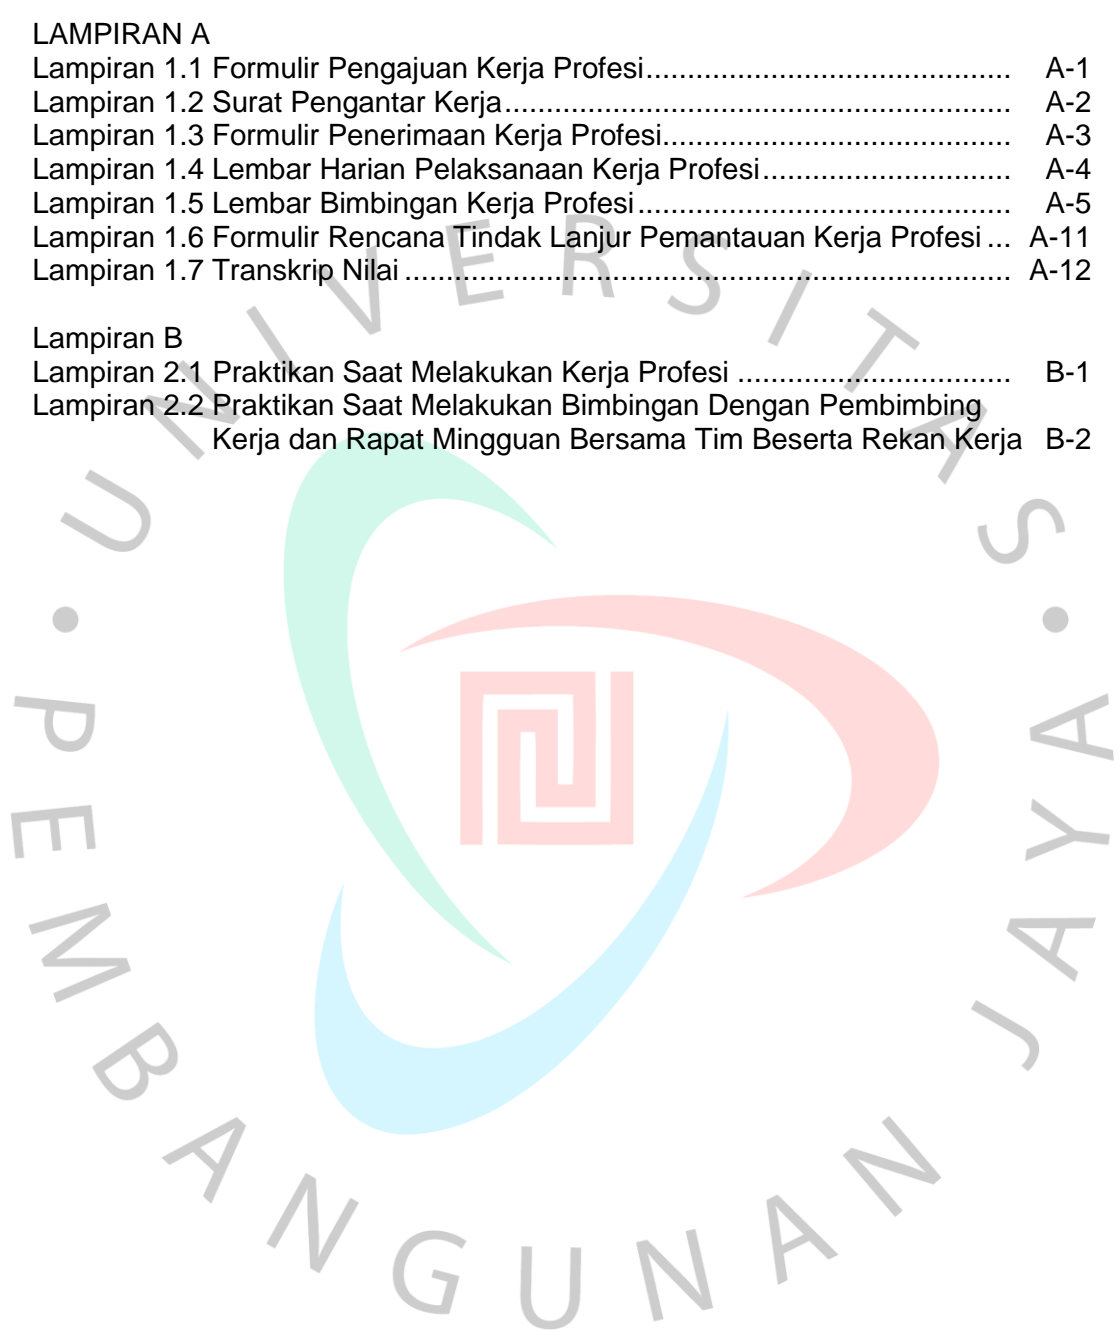 LAMPIRAN A
Lampiran 1.1 Formulir Pengajuan Kerja Profesi............................................ A-1
Lampiran 1.2 Surat Pengantar Kerja............................................................. A-2
Lampiran 1.3 Formulir Penerimaan Kerja Profesi.......................................... A-3
Lampiran 1.4 Lembar Harian Pelaksanaan Kerja Profesi.............................. A-4
Lampiran 1.5 Lembar Bimbingan Kerja Profesi............................................. A-5
Lampiran 1.6 Formulir Rencana Tindak Lanjur Pemantauan Kerja Profesi... A-11
Lampiran 1.7 Transkrip Nilai......................................................................... A-12
Lampiran B
Lampiran 2.1 Praktikan Saat Melakukan Kerja Profesi ................................. B-1
Lampiran 2.2 Praktikan Saat Melakukan Bimbingan Dengan Pembimbing
Kerja dan Rapat Mingguan Bersama Tim Beserta Rekan Kerja B-2
UNIVERSITAS
PEMBANGUNAN JAYA